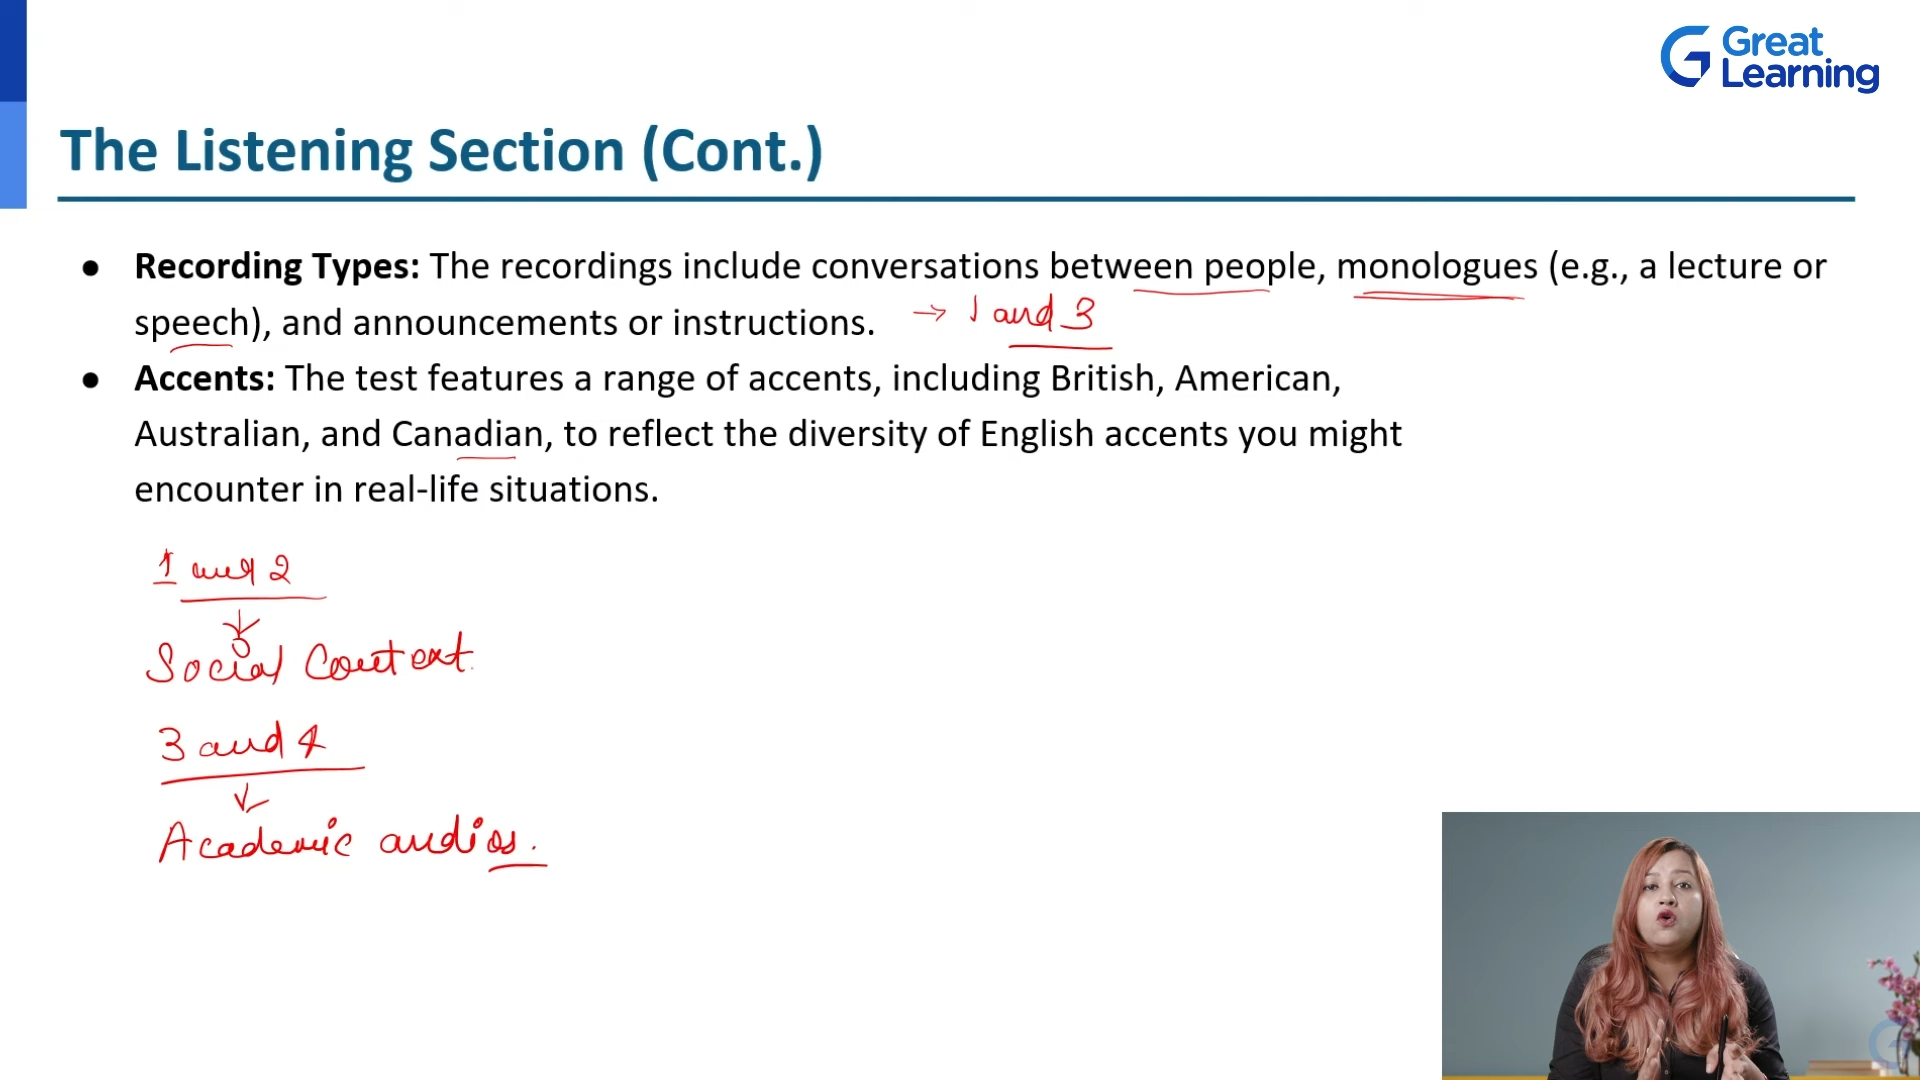 Great
Learning
The Listening Section (Cont.)
● Recording Types: The recordings include conversations between people, monologues (e.g., a lecture or
speech), and announcements or instructions. → 1 and 3
● Accents: The test features a range of accents, including British, American,
Australian, and Canadian, to reflect the diversity of English accents you might
encounter in real-life situations.
1 and 2
Social Context.
3 and 4
Academic audios.